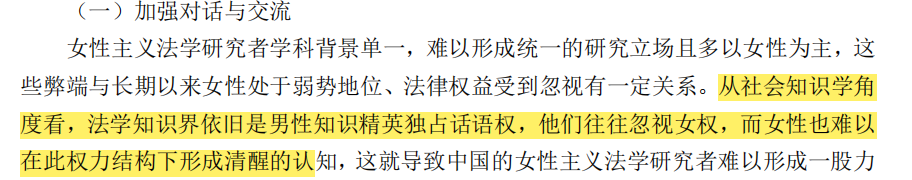 （一）加强对话与交流
女性主义法学研究者学科背景单一，难以形成统一的研究立场且多以女性为主，这
些弊端与长期以来女性处于弱势地位、法律权益受到忽视有一定关系。从社会知识学角
度看，法学知识界依旧是男性知识精英独占话语权，他们往往忽视女权，而女性也难以
在此权力结构下形成清醒的认知，这就导致中国的女性主义法学研究者难以形成一股力